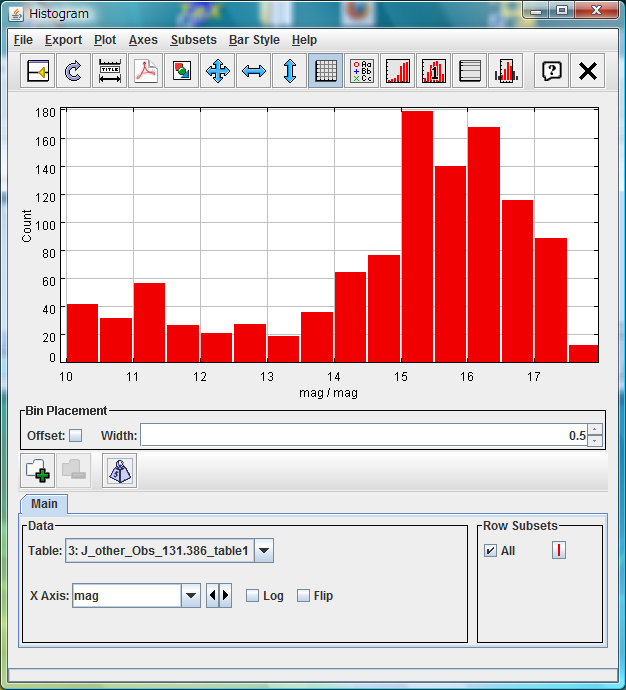 Histogram
File Export Plot Axes Subsets Bar Style Help
180
160
140
120
100
80
60
40
20
0
Count
10 11 12 13 14 15 16 17
mag / mag
Bin Placement
Offset: Width: 0.5
Main
Data
Row Subsets
Table: 3: J_other_Obs_131.386_table1
All
X Axis: mag
Log
Flip